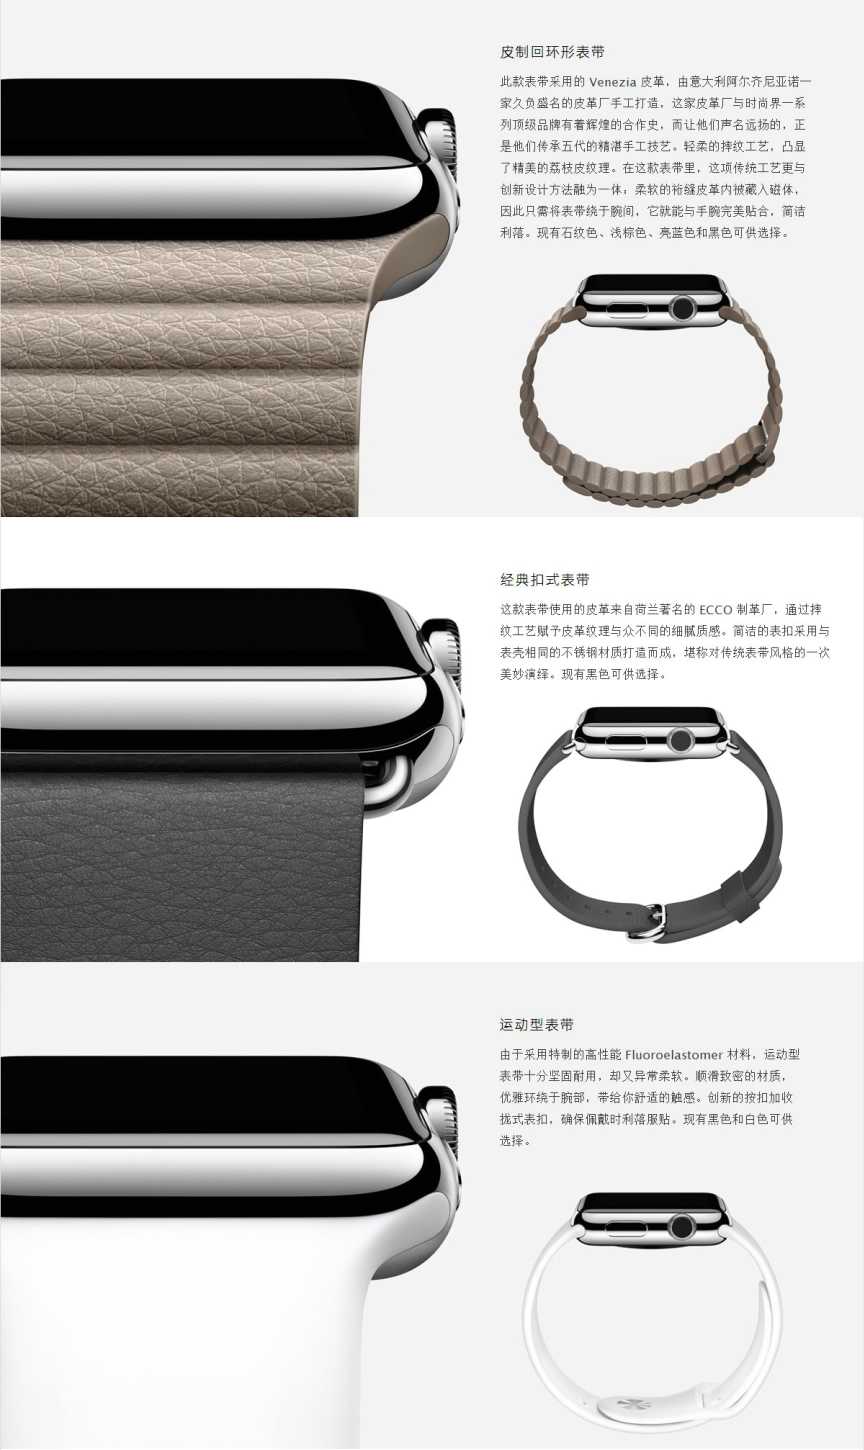 皮制回环形表带
此款表带采用的 Venezia 皮革，由意大利阿尔齐尼亚诺一
家久负盛名的皮革厂手工打造，这家皮革厂与时尚界一系
列顶级品牌有着辉煌的合作史，而让他们声名远扬的，正
是他们传承五代的精湛手工技艺。轻柔的摔纹工艺，凸显
了精美的荔枝皮纹理。在这款表带里，这项传统工艺更与
创新设计方法融为一体：柔软的衍缝皮革内被藏入磁体，
因此只需将表带绕于腕间，它就能与手腕完美贴合，简洁
利落。现有石纹色、浅棕色、亮蓝色和黑色可供选择。
经典扣式表带
这款表带使用的皮革来自荷兰著名的 ECCO 制革厂，通过摔
纹工艺赋予皮革纹理与众不同的细腻质感。简洁的表扣采用与
表壳相同的不锈钢材质打造而成，堪称对传统表带风格的一次
美妙演绎。现有黑色可供选择。
运动型表带
由于采用特制的高性能 Fluoroelastomer 材料，运动型
表带十分坚固耐用，却又异常柔软。顺滑致密的材质，
优雅环绕于腕部，带给你舒适的触感。创新的按扣加收
拢式表扣，确保佩戴时利落服贴。现有黑色和白色可供
选择。